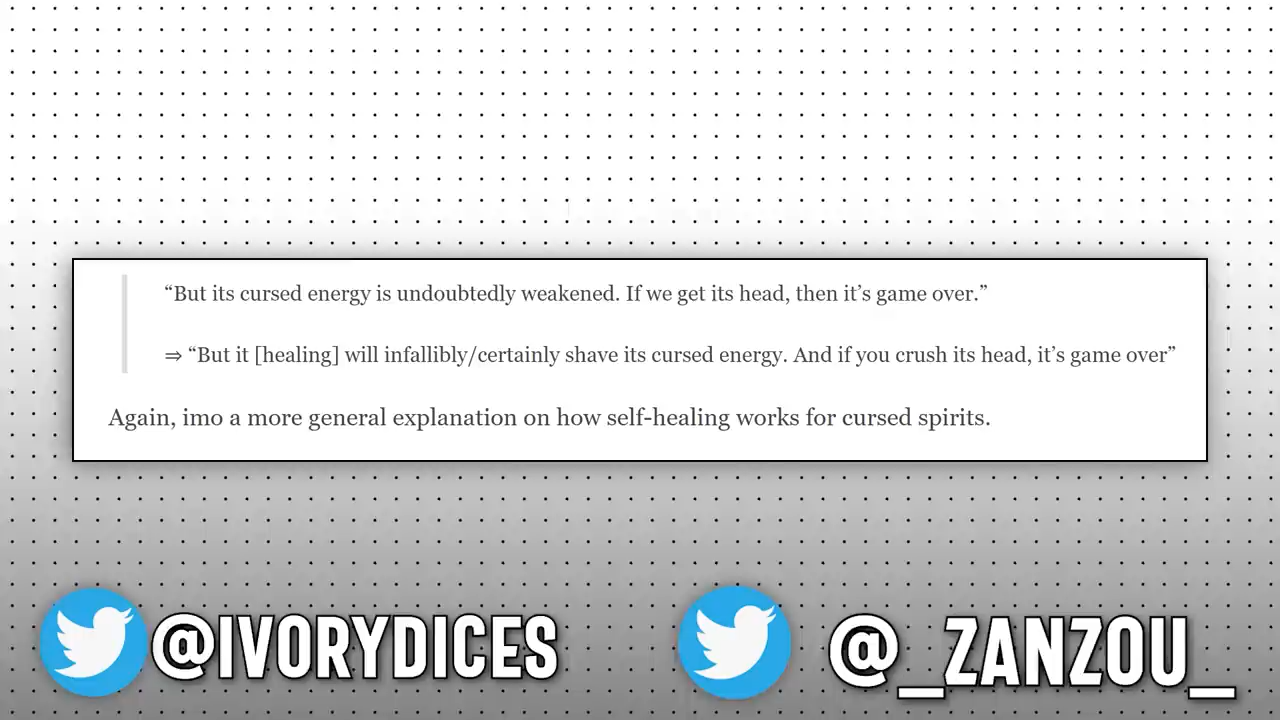 “But its cursed energy is undoubtedly weakened. If we get its head, then it’s game over.”
⇒ “But it [healing] will infallibly/certainly shave its cursed energy. And if you crush its head, it’s game over”
Again, imo a more general explanation on how self-healing works for cursed spirits.
@IVORYDICES
@_ZANZOU_